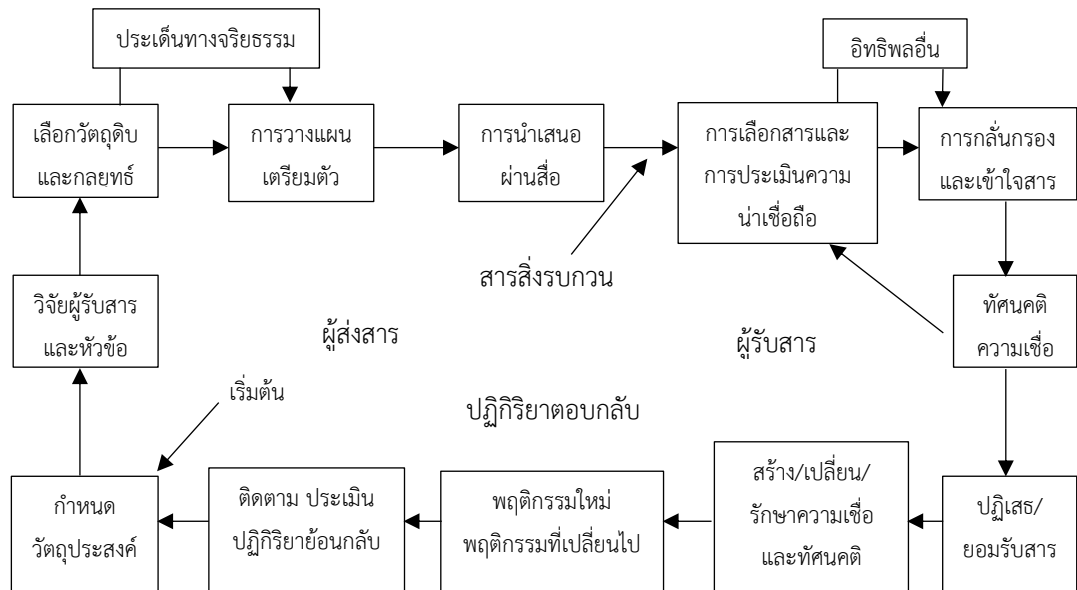 ประเด็นทางจริยธรรม
อิทธิพลอื่น
เลือกวัตถุดิบ
และกลยุทธ์
การวางแผน
เตรียมตัว
การนำเสนอ
ผ่านสื่อ
การเลือกสารและ
การประเมินความ
น่าเชื่อถือ
การกลั่นกรอง
และเข้าใจสาร
สารสิ่งรบกวน
วิจัยผู้รับสาร
และหัวข้อ
ผู้ส่งสาร
ผู้รับสาร
ทัศนคติ
ความเชื่อ
เริ่มต้น
ปฏิกิริยาตอบกลับ
กำหนด
วัตถุประสงค์
ติดตาม ประเมิน
ปฏิกิริยาย้อนกลับ
พฤติกรรมใหม่
พฤติกรรมที่เปลี่ยนไป
สร้าง/เปลี่ยน/
รักษาความเชื่อ
และทัศนคติ
ปฏิเสธ/
ยอมรับสาร